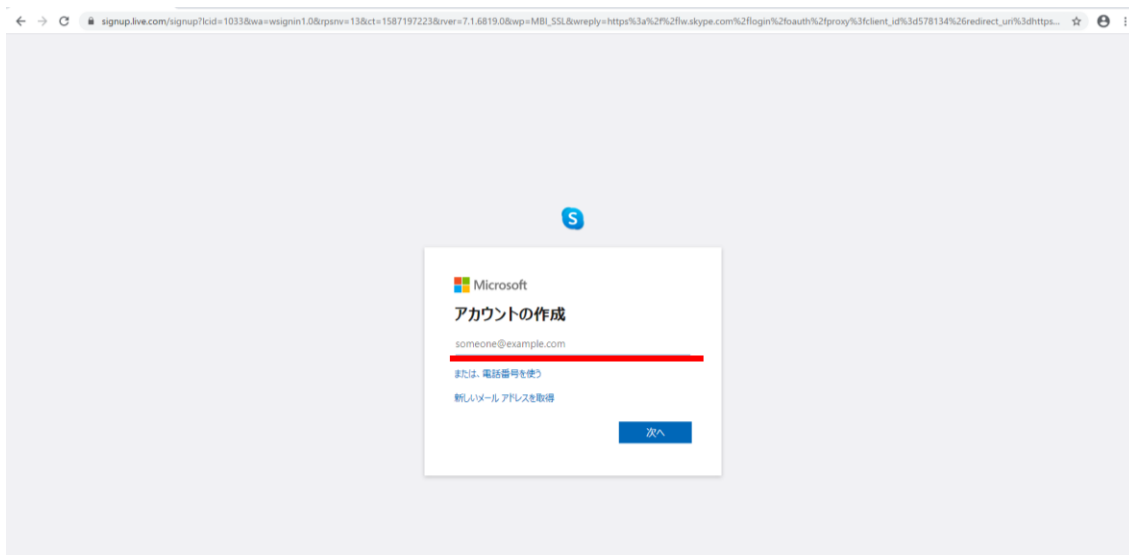 signup.live.com/signup?lcid=1033&wa=wsignin1.0&rpsnv=13&ct=1587197223&rver=7.1.6819.0&wp=MBI_SSL&wreply=https%3a%2f%2flw.skype.com%2flogin%2foauth%2fproxy%3fclient_id%3d578134%26redirect_uri%3dhttps...
S
Microsoft
アカウントの作成
someone@example.com
または、電話番号を使う
新しいメール アドレスを取得
次へ